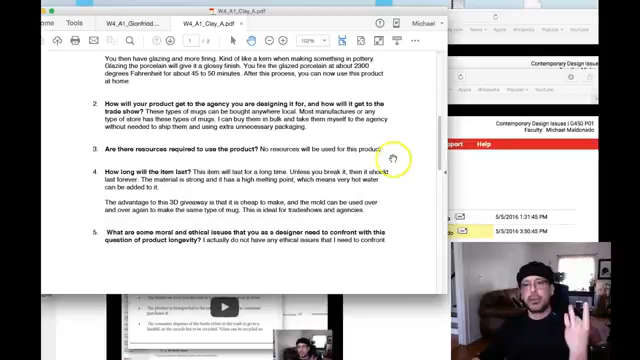 W4_A1_Clay_A.pdf
Home
Tools
W4_A1_Gionfriddo...
W4_A1_Clay_A.pdf
Michael
1 / 2
102%
You then have glazing and more firing. Kind of like a kern when making something in pottery.
Glazing the porcelain will give it a glossy finish. You fire the glazed porcelain at about 2300
degrees Fahrenheit for about 45 to 50 minutes. After this process, you can now use this product
at home.
2. How will your product get to the agency you are designing it for, and how will it get to the
trade show? These types of mugs can be bought anywhere local. Most manufactures or any
type of store has these types of mugs. I can buy them in bulk and take them myself to the agency
without needed to ship them and using extra unnecessary packaging.
3. Are there resources required to use the product? No resources will be used for this product.
4. How long will the item last? This item will last for a long time. Unless you break it, then it should
last forever. The material is strong and it has a high melting point, which means very hot water
can be added to it.
The advantage to this 3D giveaway is that it is cheap to make, and the mold can be used over
and over again to make the same type of mug. This is ideal for tradeshows and agencies.
5. What are some moral and ethical issues that you as a designer need to confront with this
question of product longevity? I actually do not have any ethical issues that I need to confront
Contemporary Design Iss
Apple
Wikipedia
Popular
Contemporary Design Issues | G450 P01
Faculty: Michael Maldonado
Support
Help
5/5/2016 1:31:45 PM
do
5/5/2016 3:50:45 PM